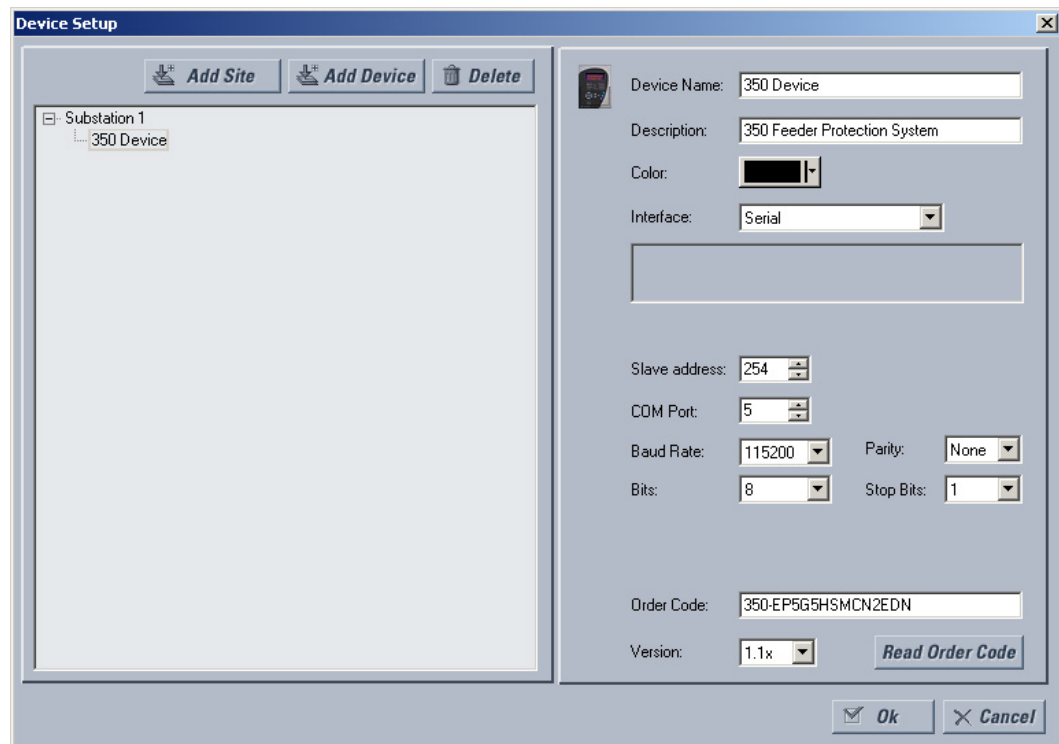 Device Setup
Add Site
Add Device
Delete
Substation 1
350 Device
Device Name: 350 Device
Description: 350 Feeder Protection System
Color:
Interface: Serial
Slave address: 254
COM Port: 5
Baud Rate: 115200 Parity: None
Bits: 8 Stop Bits: 1
Order Code: 350-EP5G5HSMCN2EDN
Version: 1.1x Read Order Code
Ok Cancel